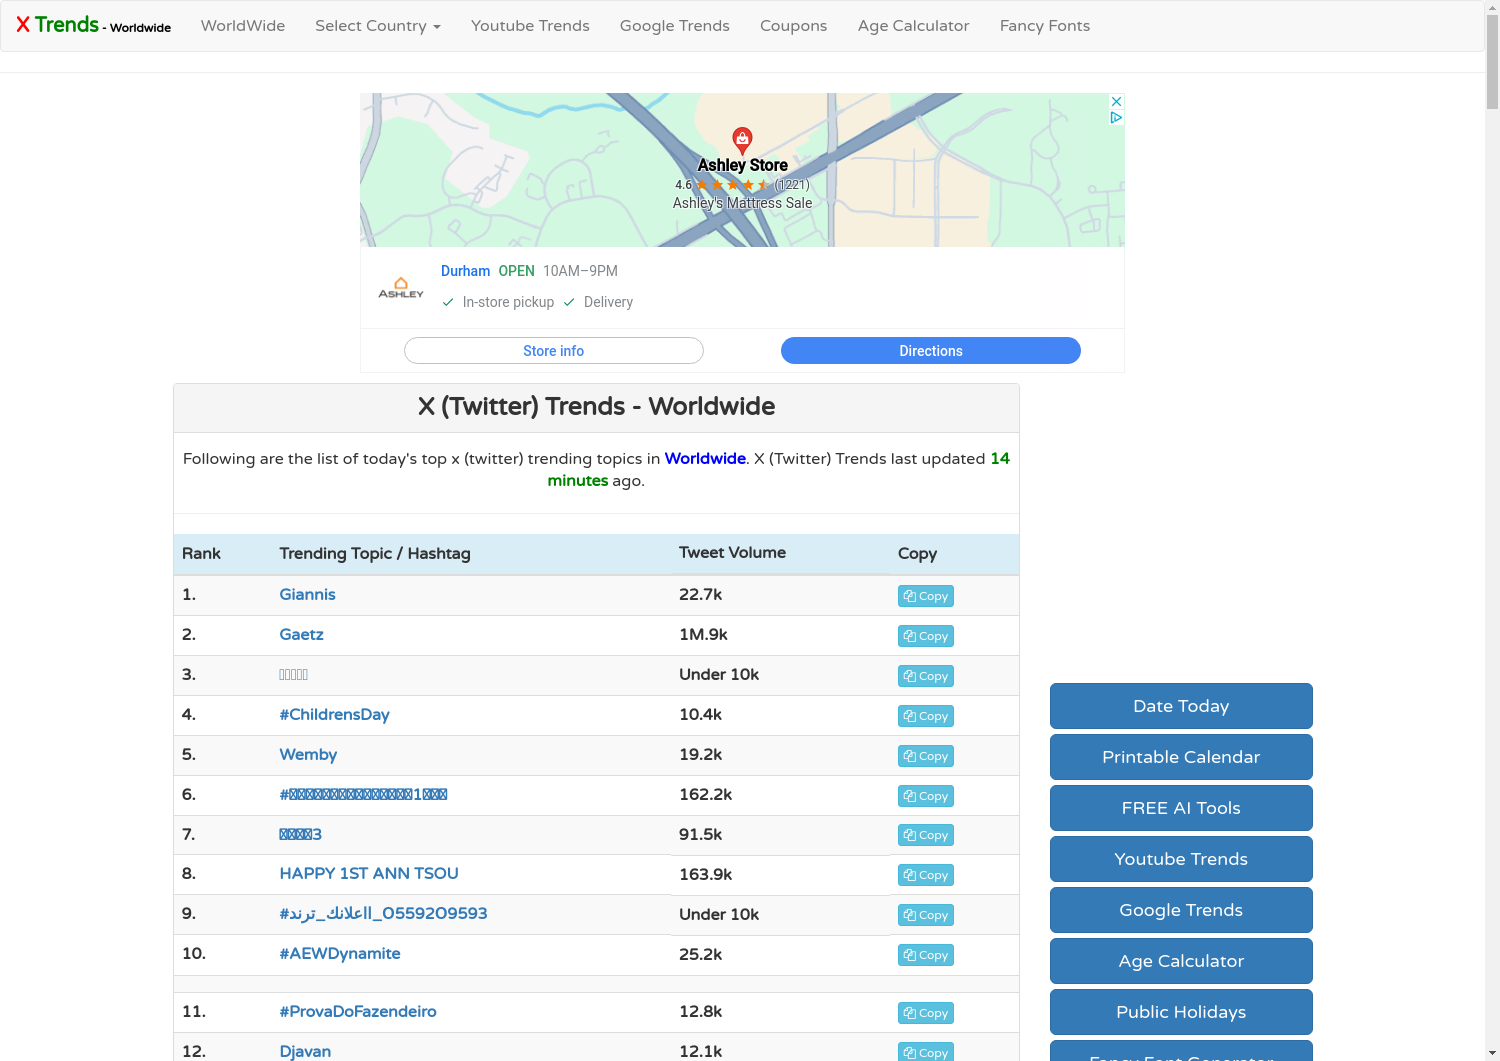 X Trends - Worldwide
WorldWide
Select Country
Youtube Trends
Google Trends
Coupons
Age Calculator
Fancy Fonts
Ashley Store
4.6 (1221)
Ashley's Mattress Sale
ASHLEY
Durham OPEN 10AM–9PM
In-store pickup Delivery
Store info
Directions
X (Twitter) Trends - Worldwide
Following are the list of today's top x (twitter) trending topics in Worldwide. X (Twitter) Trends last updated 14
minutes ago.
Rank Trending Topic / Hashtag Tweet Volume Copy
1. Giannis 22.7k Copy
2. Gaetz 1M.9k Copy
3. Under 10k Copy
4. #ChildrensDay 10.4k Copy
5. Wemby 19.2k Copy
6. # 1 162.2k Copy
7. 3 91.5k Copy
8. HAPPY 1ST ANN TSOU 163.9k Copy
9. #ااعلانك_ترند_0559209593 Under 10k Copy
10. #AEWDynamite 25.2k Copy
11. #ProvaDoFazendeiro 12.8k Copy
12. Djavan 12.1k Copy
Date Today
Printable Calendar
FREE AI Tools
Youtube Trends
Google Trends
Age Calculator
Public Holidays
Fancy Font Generator